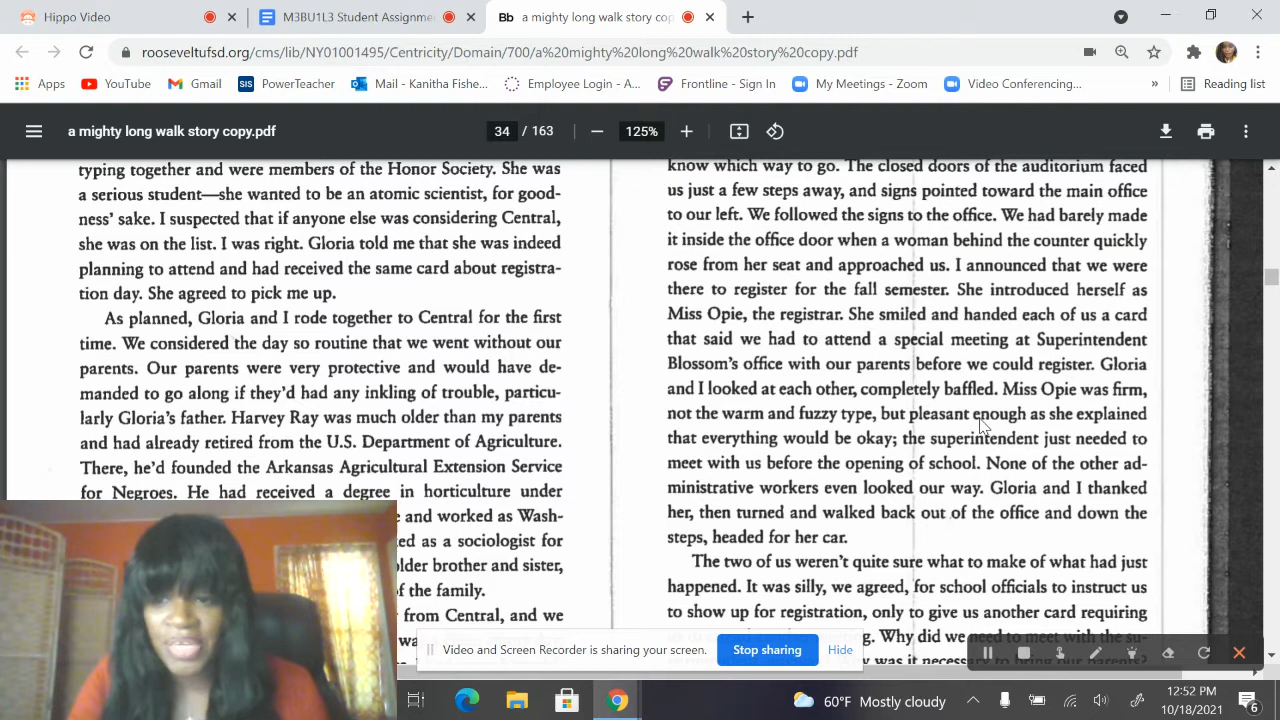 Hippo Video
M3BU1L3 Student Assignme
Bb
a mighty long walk story cop
rooseveltufsd.org/cms/lib/NY01001495/Centricity/Domain/700/a%20mighty%20long%20walk%20story%20copy.pdf
Apps
YouTube
Gmail
SIS
PowerTeacher
Mail - Kanitha Fishe...
Employee Login - A...
Frontline - Sign In
My Meetings - Zoom
Video Conferencing...
»
Reading list
a mighty long walk story copy.pdf
34 / 163
125%
typing together and were members of the Honor Society. She was
a serious student—she wanted to be an atomic scientist, for good-
ness' sake. I suspected that if anyone else was considering Central,
she was on the list. I was right. Gloria told me that she was indeed
planning to attend and had received the same card about registra-
tion day. She agreed to pick me up.
As planned, Gloria and I rode together to Central for the first
time. We considered the day so routine that we went without our
parents. Our parents were very protective and would have de-
manded to go along if they'd had any inkling of trouble, particu-
larly Gloria's father. Harvey Ray was much older than my parents
and had already retired from the U.S. Department of Agriculture.
There, he'd founded the Arkansas Agricultural Extension Service
for Negroes. He had received a degree in horticulture under
e and worked as Wash-
ed as a sociologist for
older brother and sister,
of the family.
from Central, and we
know which way to go. The closed doors of the auditorium faced
us just a few steps away, and signs pointed toward the main office
to our left. We followed the signs to the office. We had barely made
it inside the office door when a woman behind the counter quickly
rose from her seat and approached us. I announced that we were
there to register for the fall semester. She introduced herself as
Miss Opie, the registrar. She smiled and handed each of us a card
that said we had to attend a special meeting at Superintendent
Blossom's office with our parents before we could register. Gloria
and I looked at each other, completely baffled. Miss Opie was firm,
not the warm and fuzzy type, but pleasant enough as she explained
that everything would be okay; the superintendent just needed to
meet with us before the opening of school. None of the other ad-
ministrative workers even looked our way. Gloria and I thanked
her, then turned and walked back out of the office and down the
steps, headed for her car.
The two of us weren't quite sure what to make of what had just
happened. It was silly, we agreed, for school officials to instruct us
to show up for registration, only to give us another card requiring
Why did we need to meet with the su-
was it necessary to bring our parents?
Video and Screen Recorder is sharing your screen.
Stop sharing
Hide
60°F Mostly cloudy
12:52 PM
10/18/2021
6